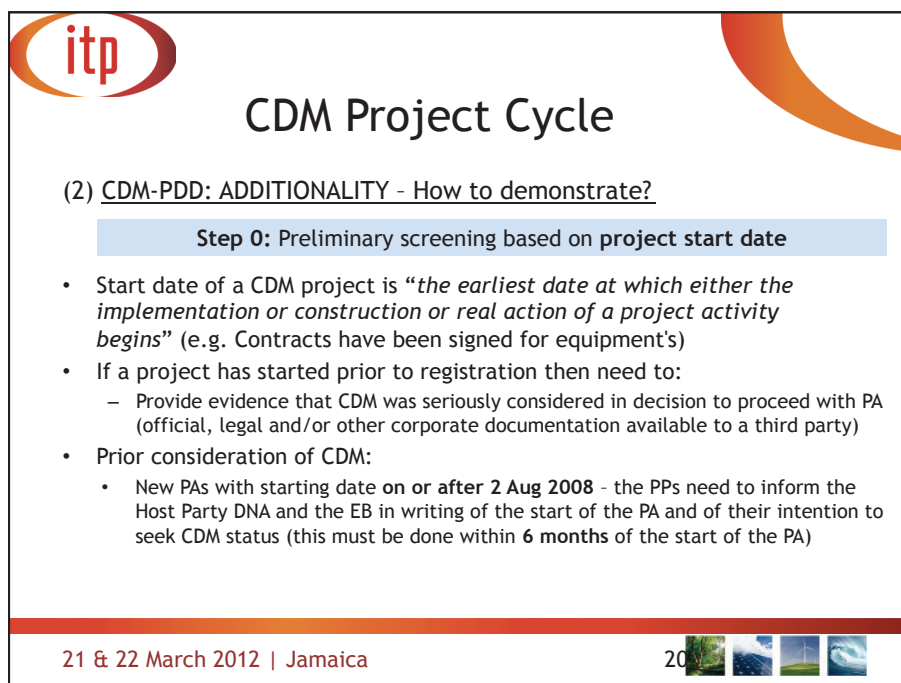 itp
CDM Project Cycle
(2) CDM-PDD: ADDITIONALITY – How to demonstrate?
Step 0: Preliminary screening based on project start date
• Start date of a CDM project is “the earliest date at which either the
implementation or construction or real action of a project activity
begins” (e.g. Contracts have been signed for equipment's)
• If a project has started prior to registration then need to:
– Provide evidence that CDM was seriously considered in decision to proceed with PA
(official, legal and/or other corporate documentation available to a third party)
• Prior consideration of CDM:
• New PAs with starting date on or after 2 Aug 2008 – the PPs need to inform the
Host Party DNA and the EB in writing of the start of the PA and of their intention to
seek CDM status (this must be done within 6 months of the start of the PA)
21 & 22 March 2012 | Jamaica
20